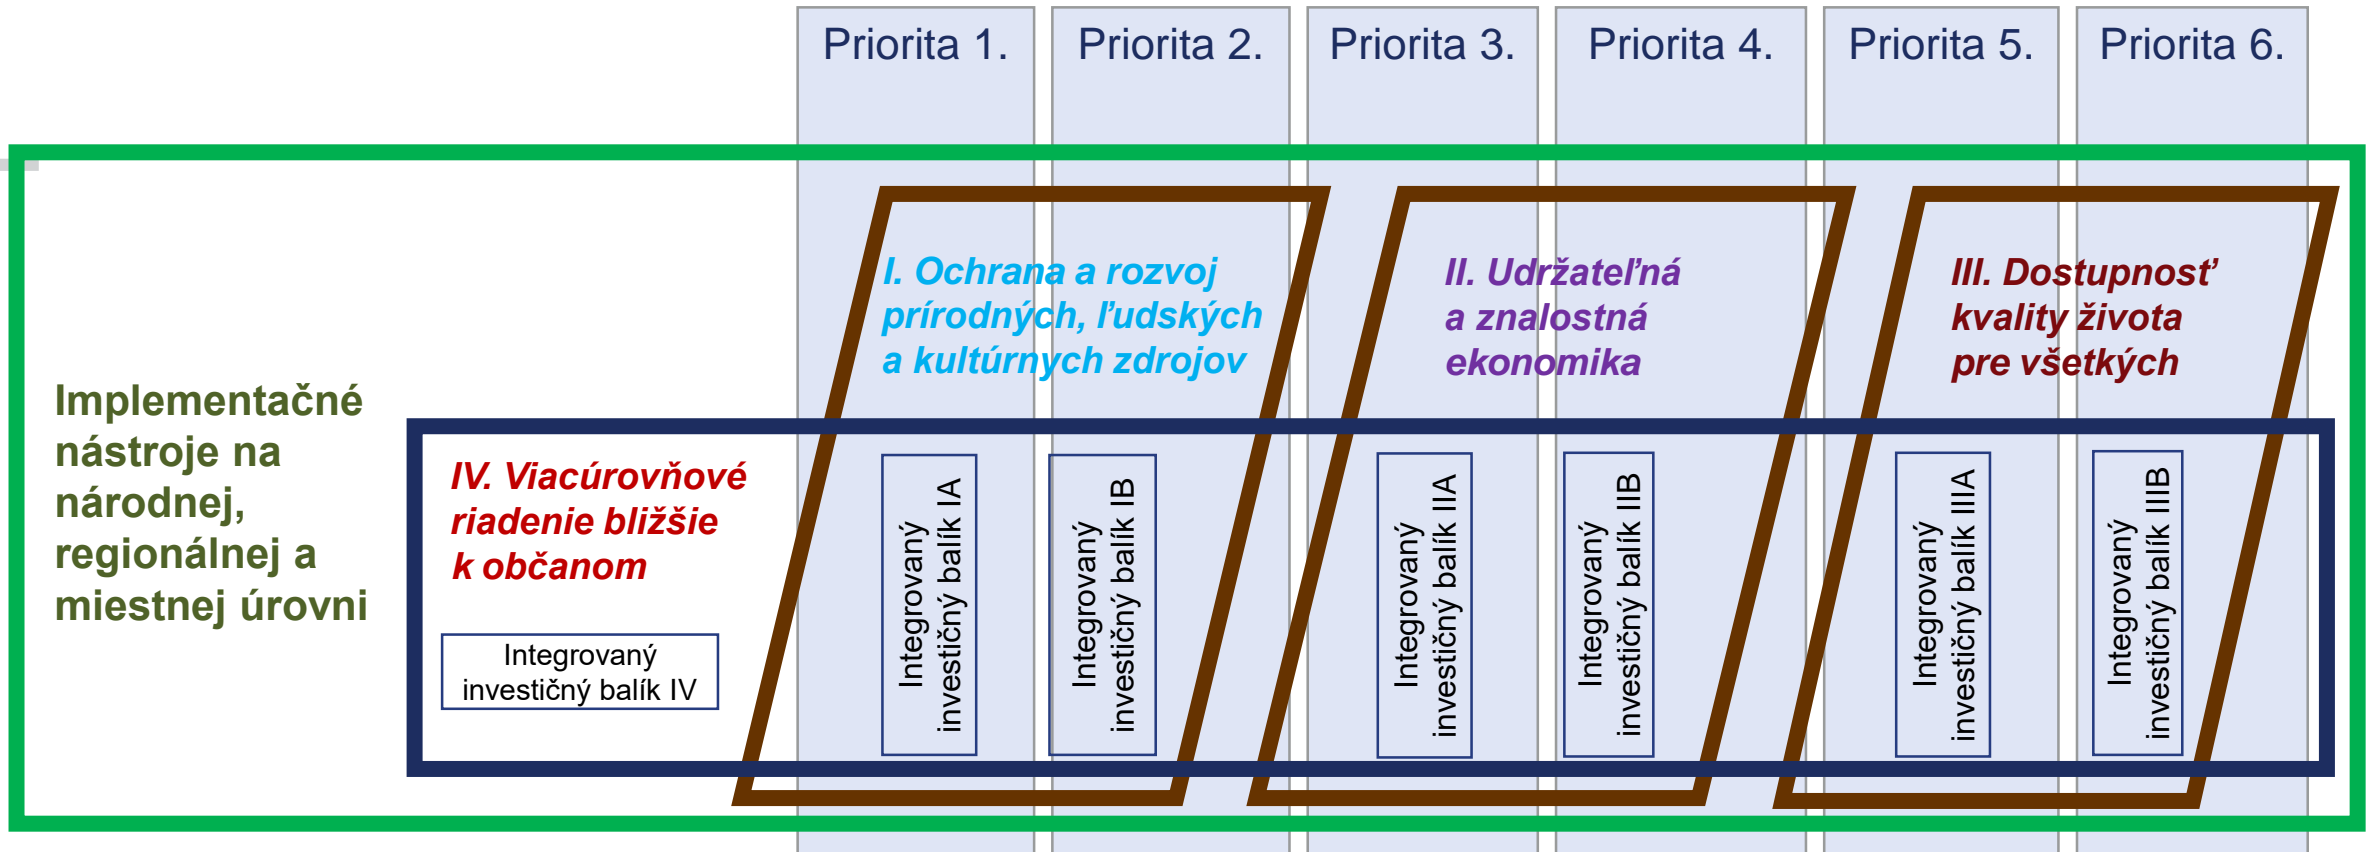 Priorita 1.
Priorita 2.
Priorita 3.
Priorita 4.
Priorita 5.
Priorita 6.
I. Ochrana a rozvoj
prírodných, ľudských
a kultúrnych zdrojov
II. Udržateľná
a znalostná
ekonomika
III. Dostupnosť
kvality života
pre všetkých
Implementačné
nástroje na
národnej,
regionálnej a
miestnej úrovni
IV. Viacúrovňové
riadenie bližšie
k občanom
Integrovaný
investičný balík IV
Integrovaný
investičný balík IA
Integrovaný
investičný balík IB
Integrovaný
investičný balík IIA
Integrovaný
investičný balík IIB
Integrovaný
investičný balík IIIA
Integrovaný
investičný balík IIIB